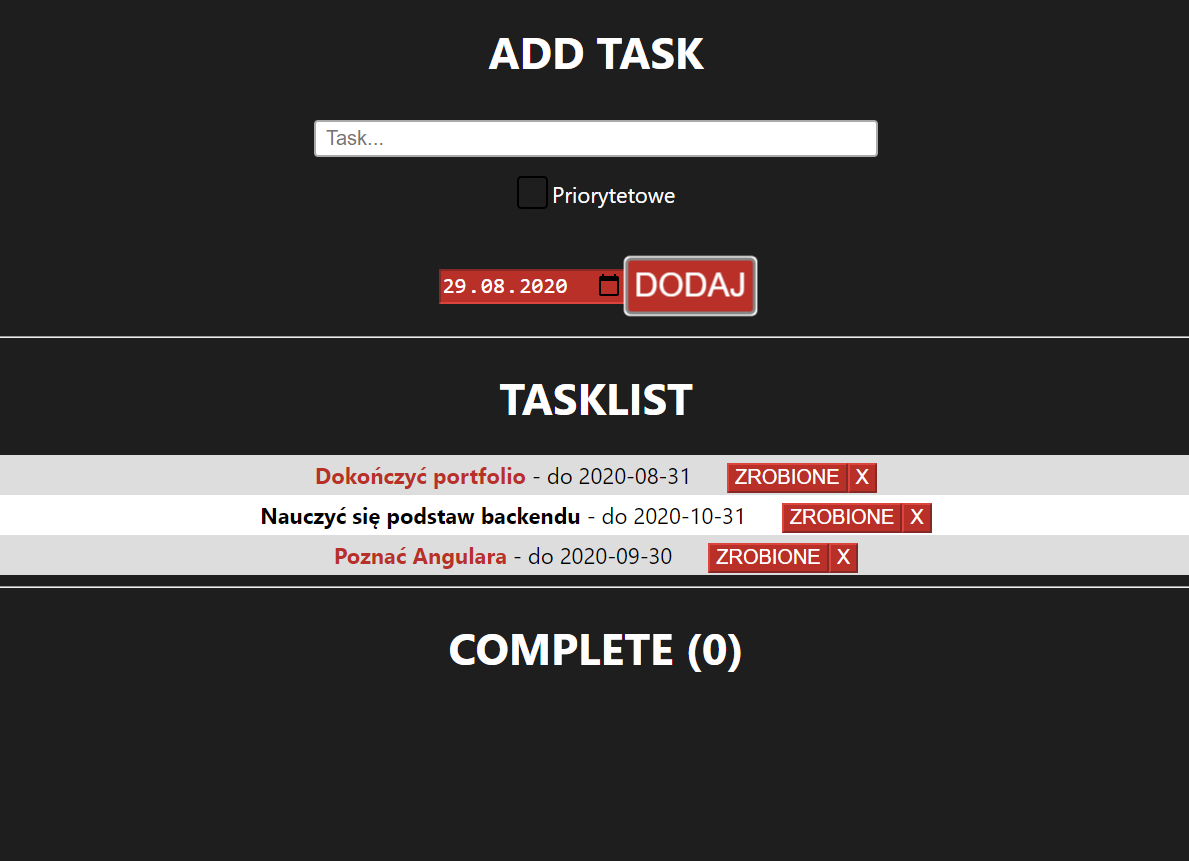 ADD TASK
Task...
Priorytetowe
29.08.2020 DODAJ
TASKLIST
Dokończyć portfolio - do 2020-08-31 ZROBIONE X
Nauczyć się podstaw backendu - do 2020-10-31 ZROBIONE X
Poznać Angulara - do 2020-09-30 ZROBIONE X
COMPLETE (0)